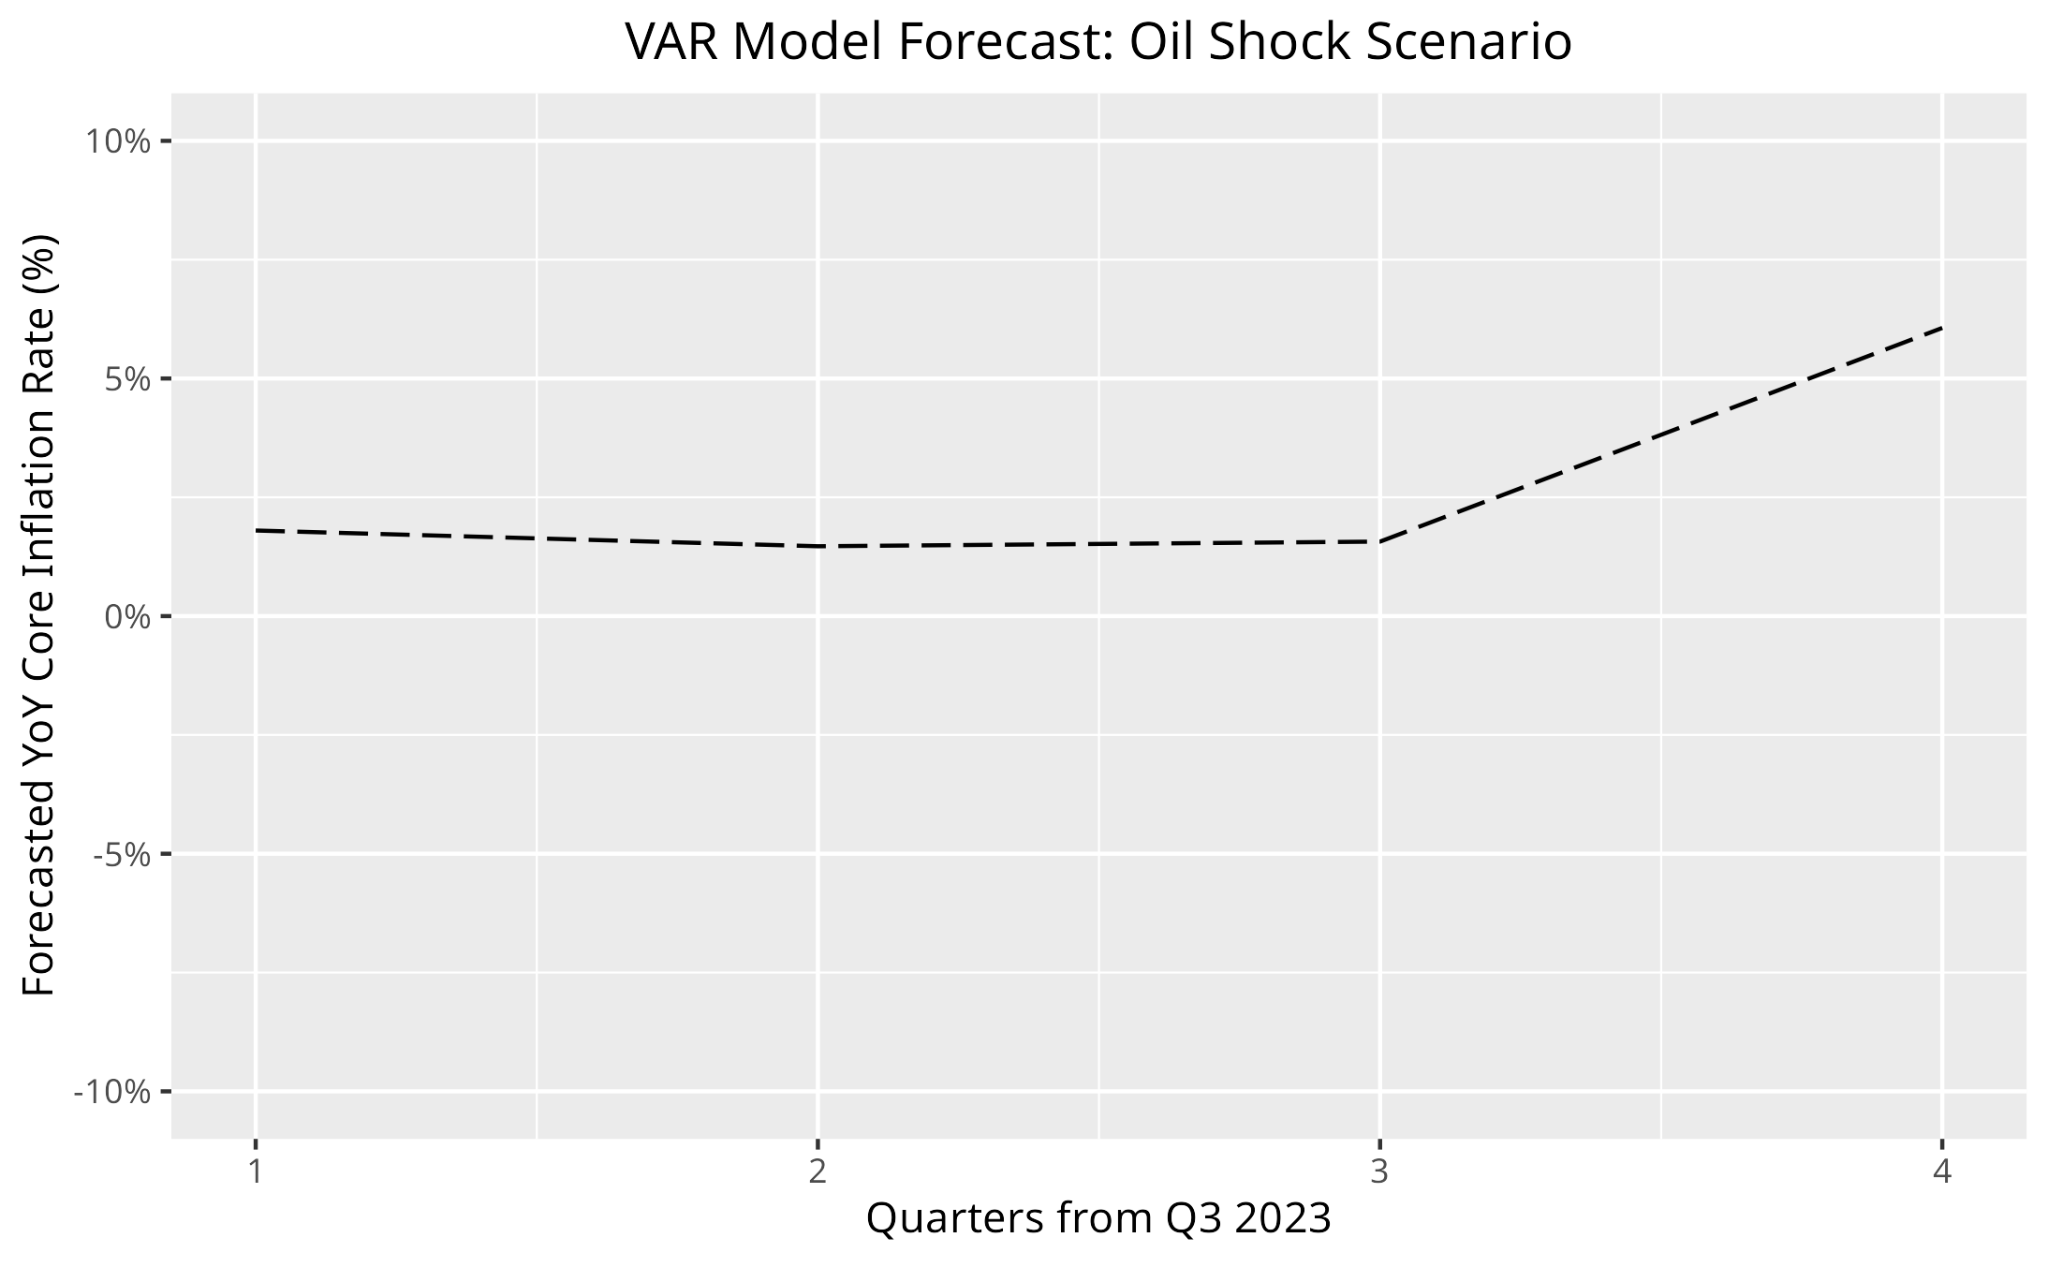 VAR Model Forecast: Oil Shock Scenario
Forecasted YoY Core Inflation Rate (%)
10%
5%
0%
-5%
-10%
1 2 3 4
Quarters from Q3 2023